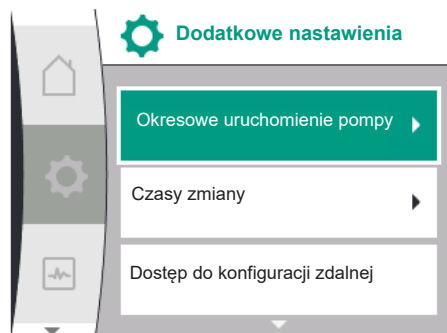 Dodatkowe nastawienia
Okresowe uruchomienie pompy
Czasy zmiany
Dostęp do konfiguracji zdalnej